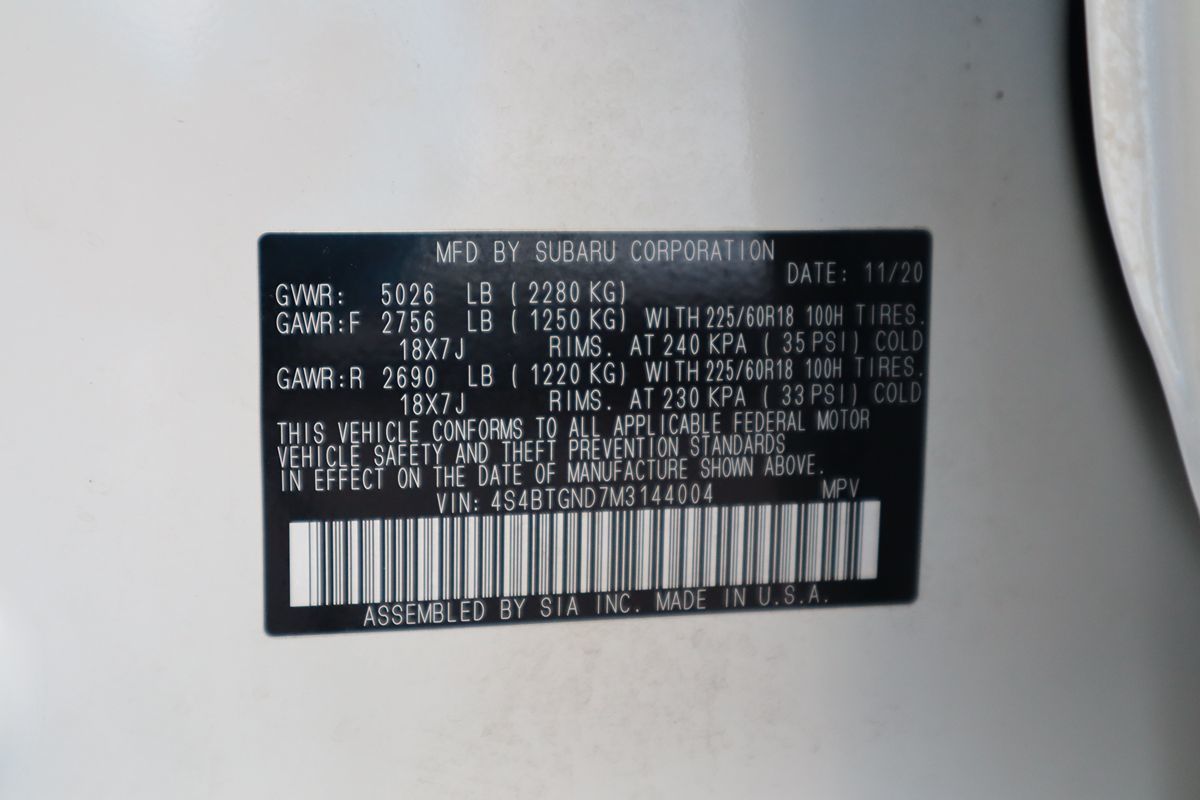 MFD BY SUBARU CORPORATION
DATE: 11/20
GVWR: 5026 LB ( 2280 KG)
GAWR:F 2756 LB ( 1250 KG) WITH 225/60R18 100H TIRES.
18X7J RIMS. AT 240 KPA ( 35 PSI) COLD
GAWR:R 2690 LB ( 1220 KG) WITH 225/60R18 100H TIRES.
18X7J RIMS. AT 230 KPA ( 33 PSI) COLD
THIS VEHICLE CONFORMS TO ALL APPLICABLE FEDERAL MOTOR
VEHICLE SAFETY AND THEFT PREVENTION STANDARDS
IN EFFECT ON THE DATE OF MANUFACTURE SHOWN ABOVE.
VIN: 4S4BTGND7M3144004 MPV
ASSEMBLED BY SIA INC. MADE IN U.S.A.